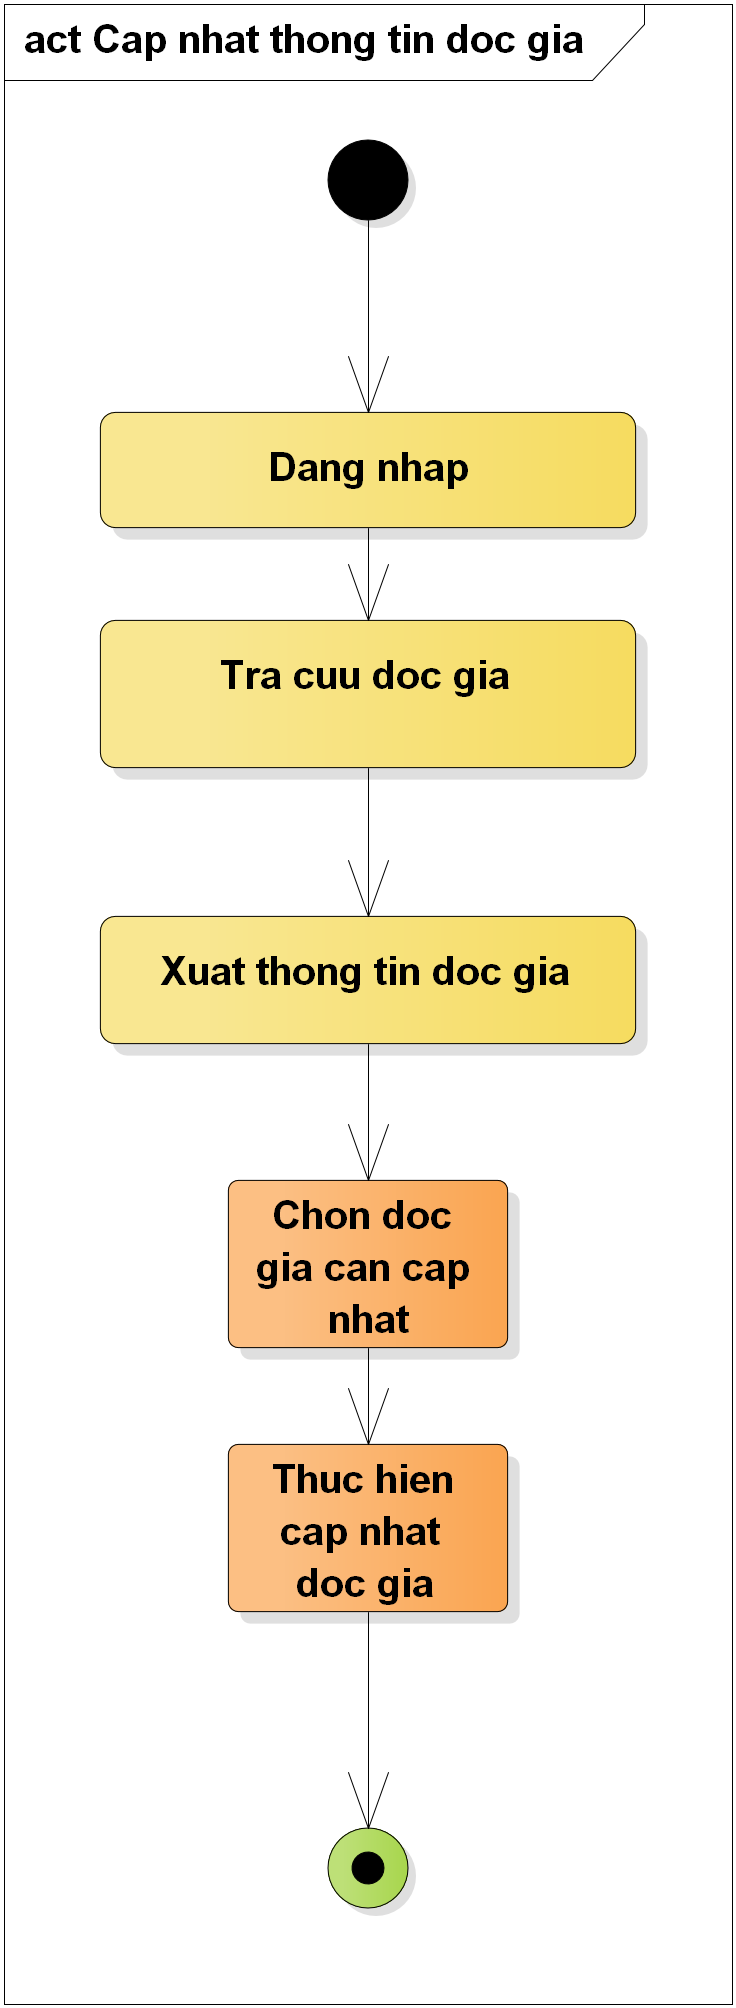 act Cap nhat thong tin doc gia
Dang nhap
Tra cuu doc gia
Xuat thong tin doc gia
Chon doc
gia can cap
nhat
Thuc hien
cap nhat
doc gia